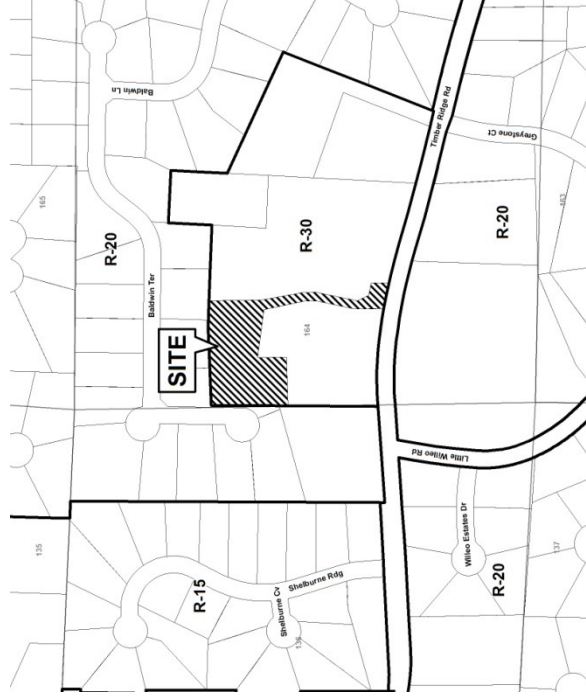 Baldwin Ln
165
R-20
Baldwin Ter
SITE
R-30
Timber Ridge Rd
Greystone Ct
163
R-20
164
135
R-15
Shelburne Rdg
Shelburne Cv
136
Little Willeo Rd
Willeo Estates Dr
R-20
137